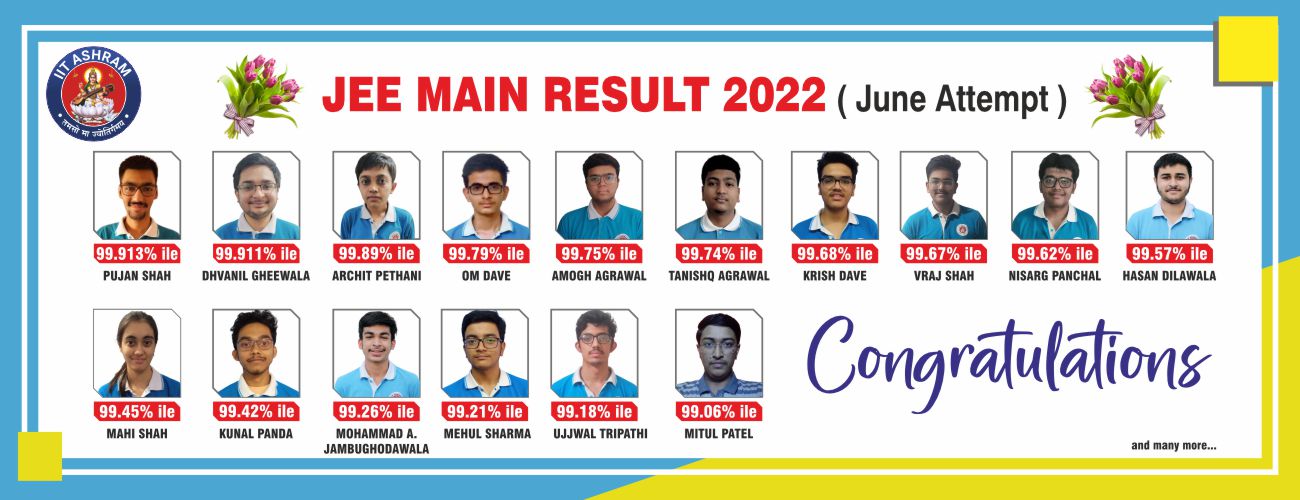 IIT ASHRAM
तमसो मा ज्योतिर्गमय
JEE MAIN RESULT 2022 ( June Attempt )
99.913% ile 99.911% ile 99.89% ile 99.79% ile 99.75% ile 99.74% ile 99.68% ile 99.67% ile 99.62% ile 99.57% ile
PUJAN SHAH DHVANIL GHEEWALA ARCHIT PETHANI OM DAVE AMOGH AGRAWAL TANISHQ AGRAWAL KRISH DAVE VRAJ SHAH NISARG PANCHAL HASAN DILAWALA
Congratulations
99.45% ile 99.42% ile 99.26% ile 99.21% ile 99.18% ile 99.06% ile
MAHI SHAH KUNAL PANDA MOHAMMAD A. MEHUL SHARMA UJJWAL TRIPATHI MITUL PATEL
JAMBUGHODAWALA
and many more...